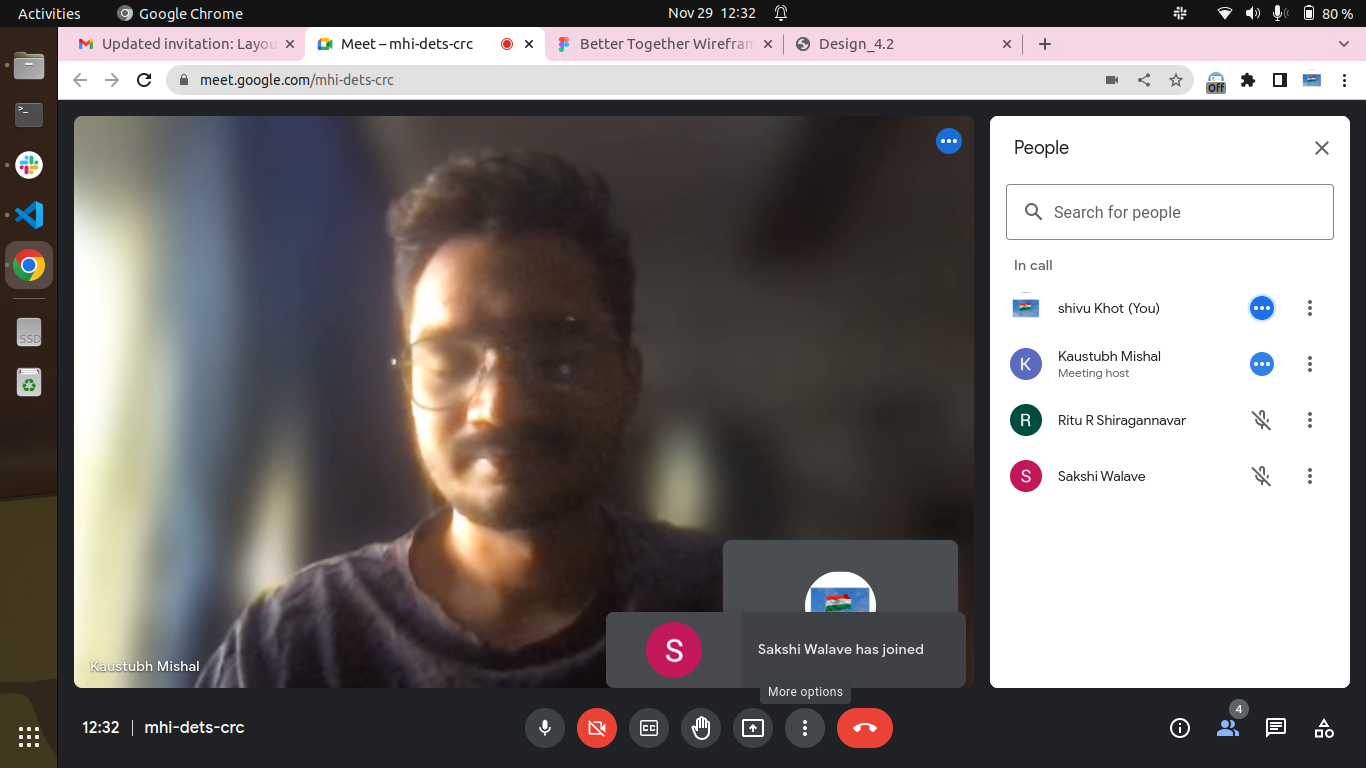 Activities
Google Chrome
Nov 29 12:32
80 %
Updated invitation: Layou
Meet – mhi-dets-crc
Better Together Wirefram
Design_4.2
meet.google.com/mhi-dets-crc
Off
>_
SSD
Kaustubh Mishal
S
Sakshi Walave has joined
More options
People
Search for people
In call
shivu Khot (You)
K
Kaustubh Mishal
Meeting host
R
Ritu R Shiragannavar
S
Sakshi Walave
12:32
mhi-dets-crc
CC
4